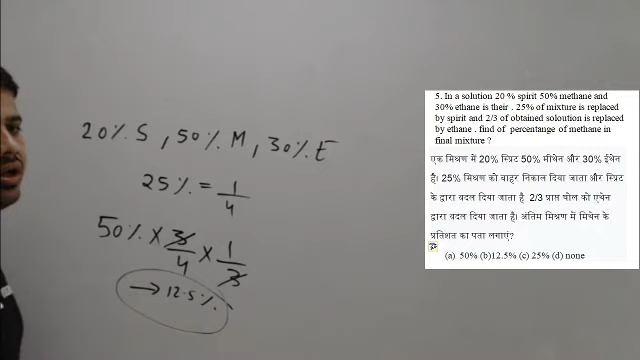 20% S , 50% M , 30% E
25% = 1/4
50% × 3/4 × 1/3
→ 12.5%
5. In a solution 20 % spirit 50% methane and
30% ethane is their . 25% of mixture is replaced
by spirit and 2/3 of obtained soloution is replaced
by ethane . find of percentange of methane in
final mixture ?
एक मिश्रण में 20% स्प्रिट 50% मीथेन और 30% ईथेन
है। 25% मिश्रण को बाहर निकाल दिया जाता और स्प्रिट
के द्वारा बदल दिया जाता है 2/3 प्राप्त घोल को एथेन
द्वारा बदल दिया जाता है। अंतिम मिश्रण में मिथेन के
प्रतिशत का पता लगाएं?
(a) 50% (b)12.5% (c) 25% (d) none